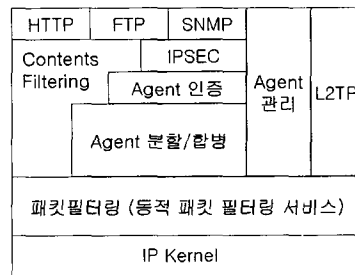 HTTP FTP SNMP
Contents Filtering
IPSEC
Agent 인증
Agent 분할/합병
Agent 관리
L2TP
패킷필터링 (동적 패킷 필터링 서비스)
IP Kernel